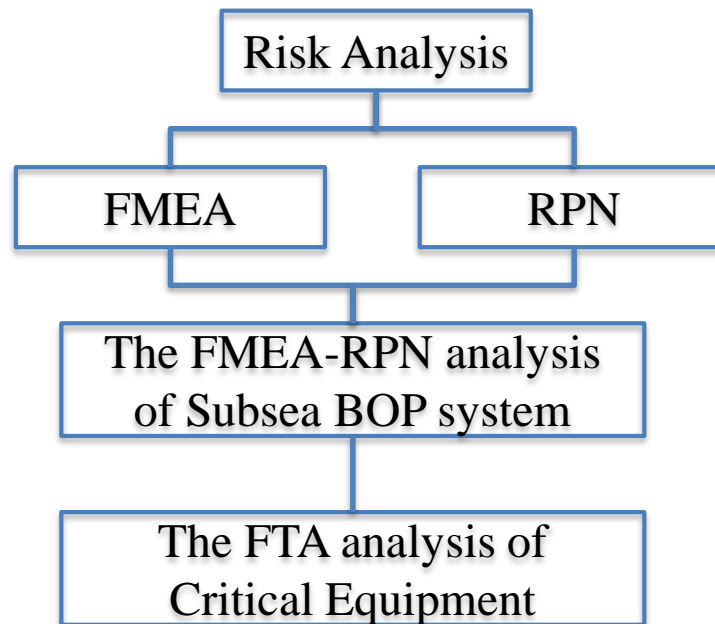 Risk Analysis
FMEA
RPN
The FMEA-RPN analysis
of Subsea BOP system
The FTA analysis of
Critical Equipment